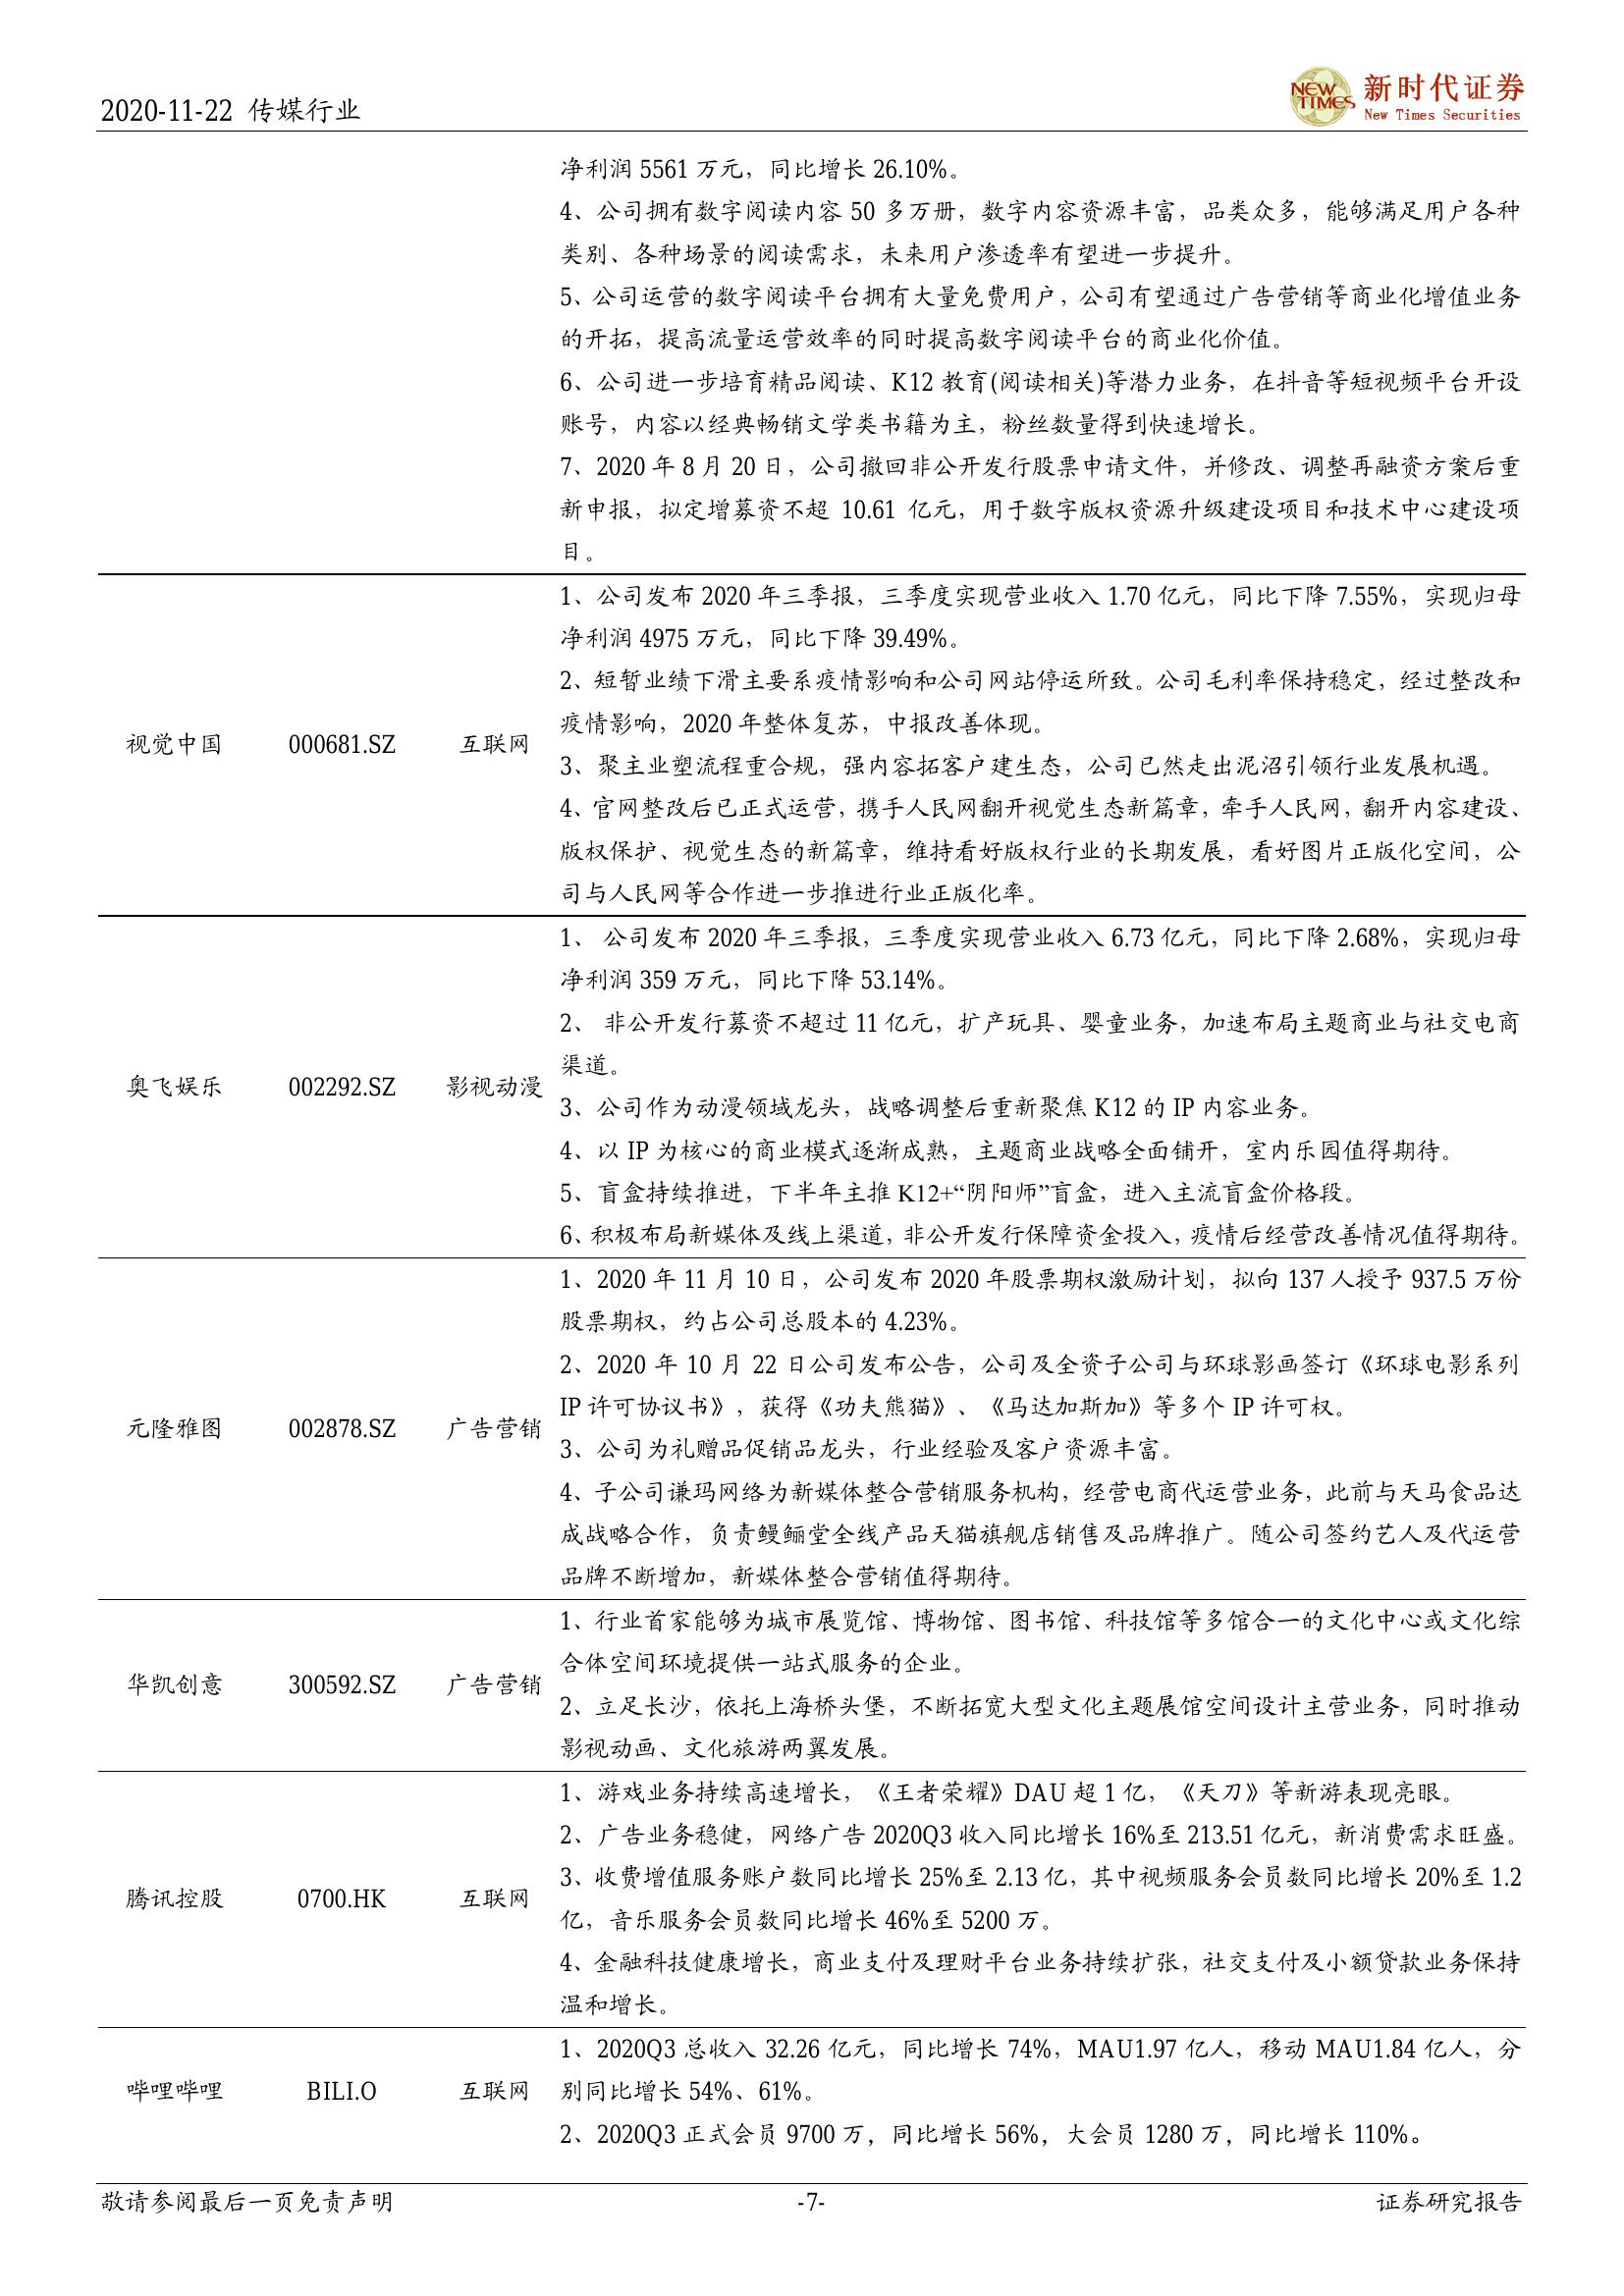 2020-11-22 传媒行业
NEW TIMES
新时代证券
New Times Securities
净利润 5561 万元，同比增长 26.10%。
4、公司拥有数字阅读内容 50 多万册，数字内容资源丰富，品类众多，能够满足用户各种
类别、各种场景的阅读需求，未来用户渗透率有望进一步提升。
5、公司运营的数字阅读平台拥有大量免费用户，公司有望通过广告营销等商业化增值业务
的开拓，提高流量运营效率的同时提高数字阅读平台的商业化价值。
6、公司进一步培育精品阅读、K12 教育(阅读相关)等潜力业务，在抖音等短视频平台开设
账号，内容以经典畅销文学类书籍为主，粉丝数量得到快速增长。
7、2020 年 8 月 20 日，公司撤回非公开发行股票申请文件，并修改、调整再融资方案后重
新申报，拟定增募资不超 10.61 亿元，用于数字版权资源升级建设项目和技术中心建设项
目。
视觉中国 000681.SZ 互联网
1、公司发布 2020 年三季报，三季度实现营业收入 1.70 亿元，同比下降 7.55%，实现归母
净利润 4975 万元，同比下降 39.49%。
2、短暂业绩下滑主要系疫情影响和公司网站停运所致。公司毛利率保持稳定，经过整改和
疫情影响，2020 年整体复苏，中报改善体现。
3、聚主业塑流程重合规，强内容拓客户建生态，公司已然走出泥沼引领行业发展机遇。
4、官网整改后已正式运营，携手人民网翻开视觉生态新篇章，牵手人民网，翻开内容建设、
版权保护、视觉生态的新篇章，维持看好版权行业的长期发展，看好图片正版化空间，公
司与人民网等合作进一步推进行业正版化率。
奥飞娱乐 002292.SZ 影视动漫
1、 公司发布 2020 年三季报，三季度实现营业收入 6.73 亿元，同比下降 2.68%，实现归母
净利润 359 万元，同比下降 53.14%。
2、 非公开发行募资不超过 11 亿元，扩产玩具、婴童业务，加速布局主题商业与社交电商
渠道。
3、公司作为动漫领域龙头，战略调整后重新聚焦 K12 的 IP 内容业务。
4、以 IP 为核心的商业模式逐渐成熟，主题商业战略全面铺开，室内乐园值得期待。
5、盲盒持续推进，下半年主推 K12+“阴阳师”盲盒，进入主流盲盒价格段。
6、积极布局新媒体及线上渠道，非公开发行保障资金投入，疫情后经营改善情况值得期待。
元隆雅图 002878.SZ 广告营销
1、2020 年 11 月 10 日，公司发布 2020 年股票期权激励计划，拟向 137 人授予 937.5 万份
股票期权，约占公司总股本的 4.23%。
2、2020 年 10 月 22 日公司发布公告，公司及全资子公司与环球影画签订《环球电影系列
IP 许可协议书》，获得《功夫熊猫》、《马达加斯加》等多个 IP 许可权。
3、公司为礼赠品促销品龙头，行业经验及客户资源丰富。
4、子公司谦玛网络为新媒体整合营销服务机构，经营电商代运营业务，此前与天马食品达
成战略合作，负责鳗鲡堂全线产品天猫旗舰店销售及品牌推广。随公司签约艺人及代运营
品牌不断增加，新媒体整合营销值得期待。
华凯创意 300592.SZ 广告营销
1、行业首家能够为城市展览馆、博物馆、图书馆、科技馆等多馆合一的文化中心或文化综
合体空间环境提供一站式服务的企业。
2、立足长沙，依托上海桥头堡，不断拓宽大型文化主题展馆空间设计主营业务，同时推动
影视动画、文化旅游两翼发展。
腾讯控股 0700.HK 互联网
1、游戏业务持续高速增长，《王者荣耀》DAU 超 1 亿，《天刀》等新游表现亮眼。
2、广告业务稳健，网络广告 2020Q3 收入同比增长 16%至 213.51 亿元，新消费需求旺盛。
3、收费增值服务账户数同比增长 25%至 2.13 亿，其中视频服务会员数同比增长 20%至 1.2
亿，音乐服务会员数同比增长 46%至 5200 万。
4、金融科技健康增长，商业支付及理财平台业务持续扩张，社交支付及小额贷款业务保持
温和增长。
哔哩哔哩 BILI.O 互联网
1、2020Q3 总收入 32.26 亿元，同比增长 74%，MAU1.97 亿人，移动 MAU1.84 亿人，分
别同比增长 54%、61%。
2、2020Q3 正式会员 9700 万，同比增长 56%，大会员 1280 万，同比增长 110%。
敬请参阅最后一页免责声明 -7- 证券研究报告